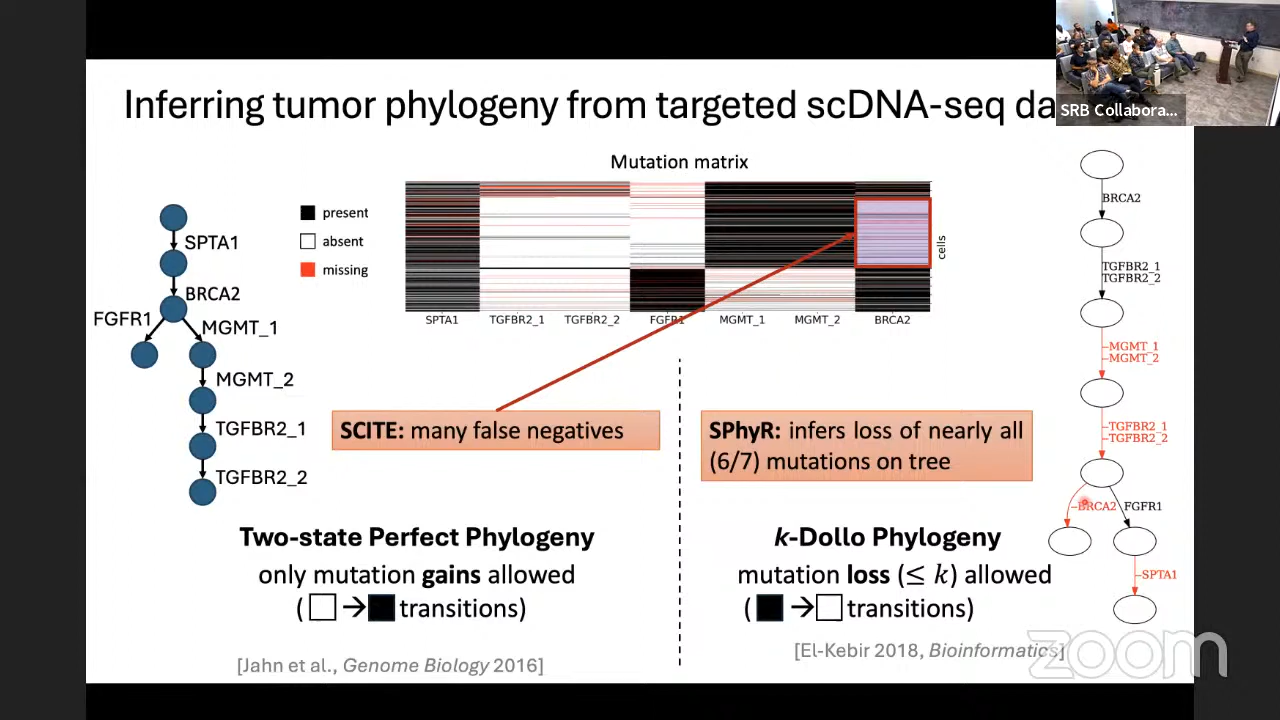 Inferring tumor phylogeny from targeted scDNA-seq da
SRB Collabora...
Mutation matrix
present
absent
missing
cells
SPTA1 TGFBR2_1 TGFBR2_2 FGFR1 MGMT_1 MGMT_2 BRCA2
SPTA1
BRCA2
FGFR1
MGMT_1
MGMT_2
TGFBR2_1
TGFBR2_2
SCITE: many false negatives
Two-state Perfect Phylogeny
only mutation gains allowed
( → transitions)
[Jahn et al., Genome Biology 2016]
SPhyR: infers loss of nearly all
(6/7) mutations on tree
k-Dollo Phylogeny
mutation loss (≤ k) allowed
( → transitions)
[El-Kebir 2018, Bioinformatics]
BRCA2
TGFBR2_1
TGFBR2_2
–MGMT_1
–MGMT_2
–TGFBR2_1
–TGFBR2_2
–BRCA2
FGFR1
–SPTA1
zoom